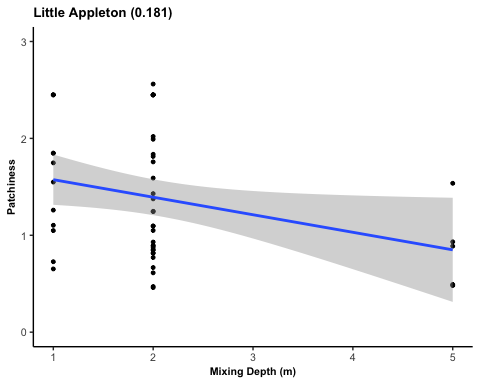 Little Appleton (0.181)
3
2
1
0
Patchiness
1 2 3 4 5
Mixing Depth (m)